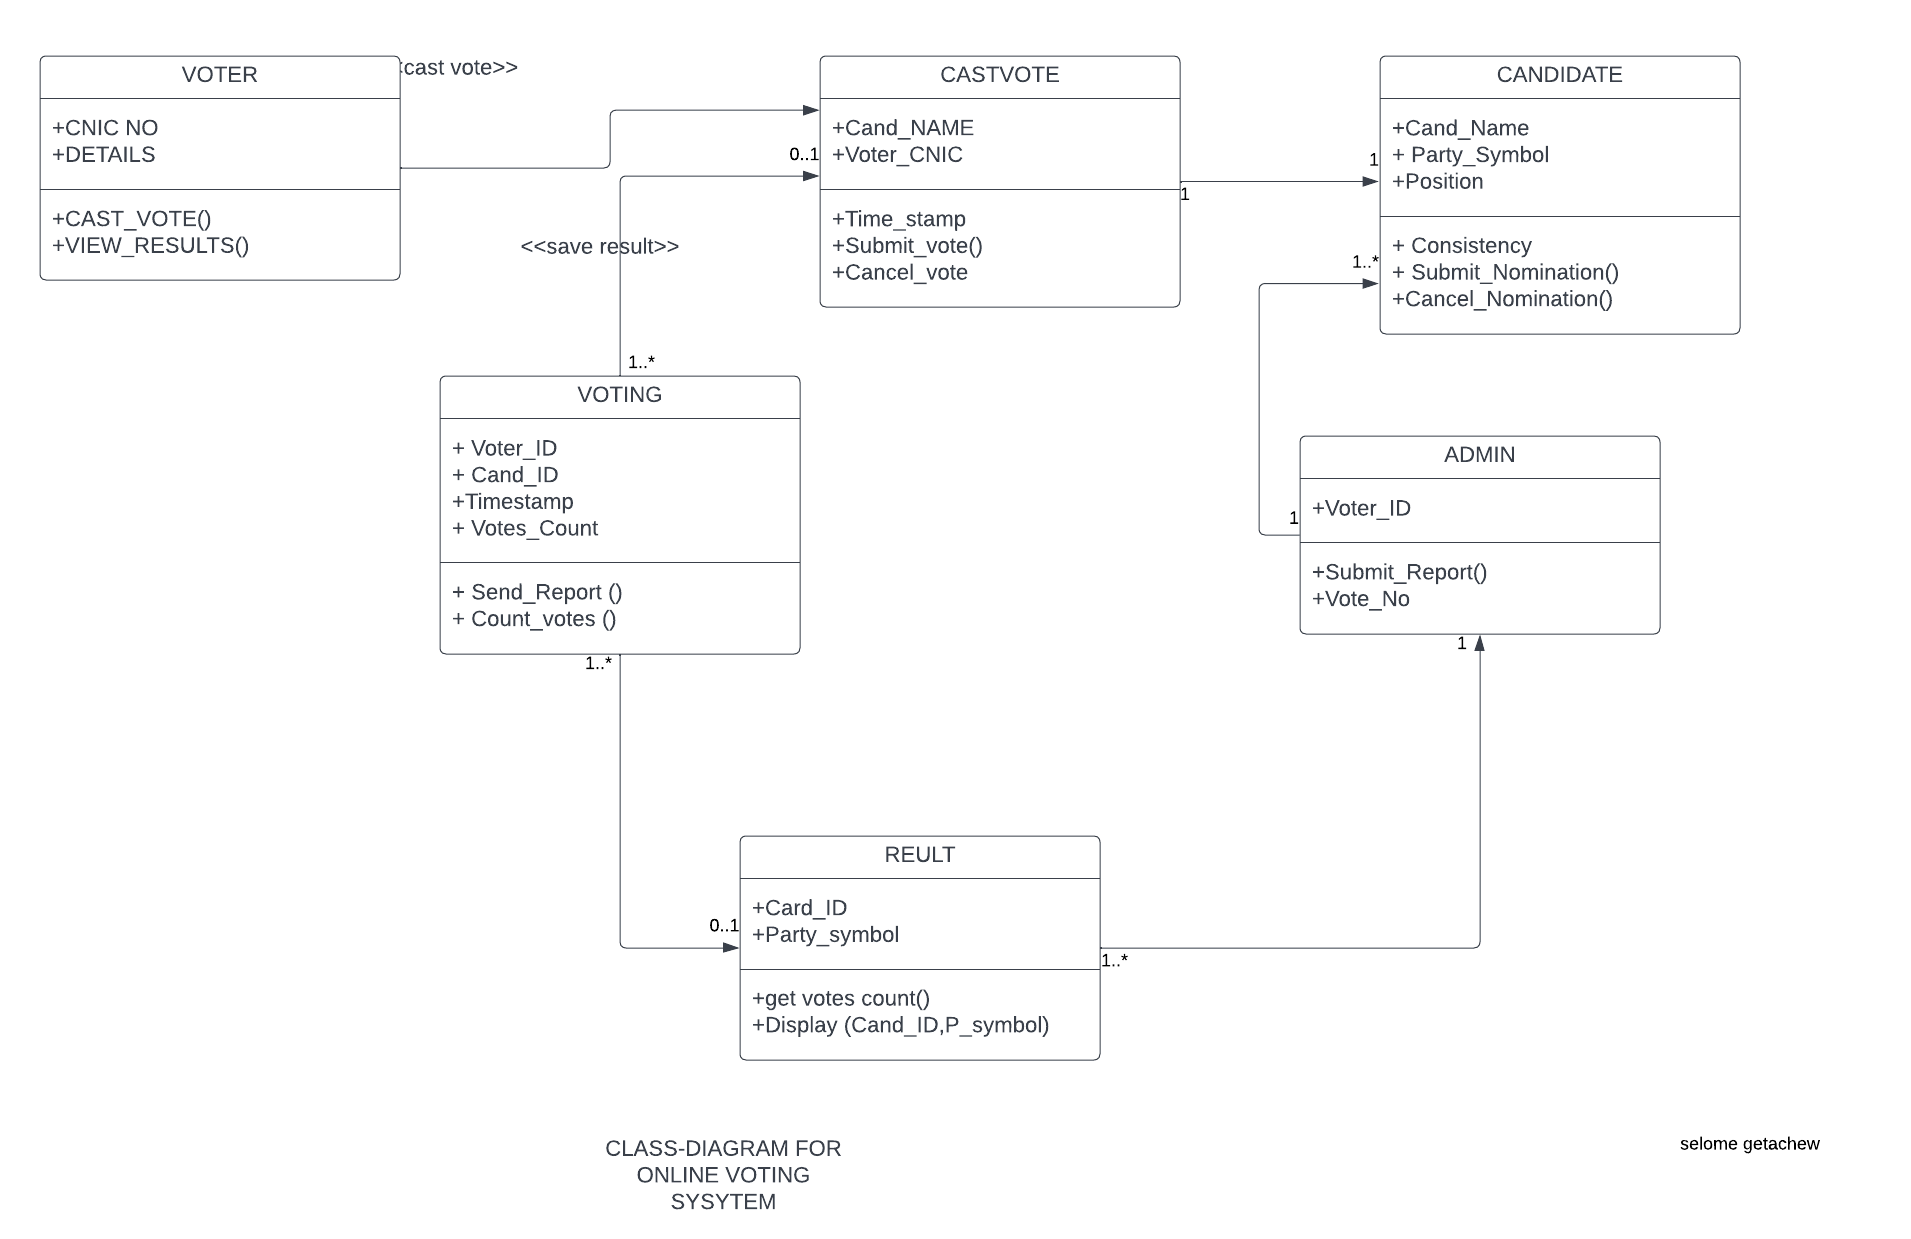 VOTER
<cast vote>>
+CNIC NO
+DETAILS
+CAST_VOTE()
+VIEW_RESULTS()
CASTVOTE
+Cand_NAME
+Voter_CNIC
+Time_stamp
+Submit_vote()
+Cancel_vote
0..1
<<save result>>
1..*
1
1
CANDIDATE
+Cand_Name
+ Party_Symbol
+Position
+ Consistency
+ Submit_Nomination()
+Cancel_Nomination()
1..*
VOTING
+ Voter_ID
+ Cand_ID
+Timestamp
+ Votes_Count
+ Send_Report ()
+ Count_votes ()
1..*
ADMIN
+Voter_ID
+Submit_Report()
+Vote_No
1
1
REULT
+Card_ID
+Party_symbol
+get votes count()
+Display (Cand_ID,P_symbol)
0..1
1..*
CLASS-DIAGRAM FOR
ONLINE VOTING
SYSYTEM
selome getachew